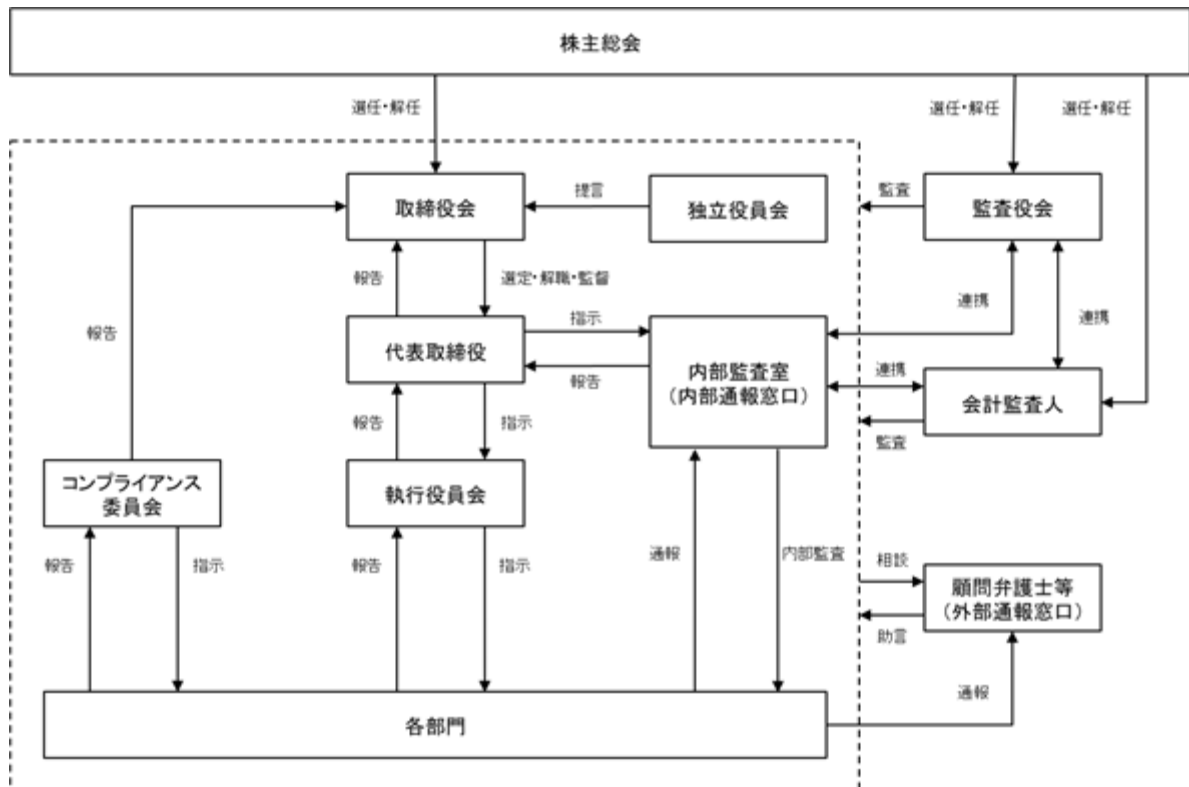 株主総会
選任・解任
選任・解任
選任・解任
取締役会
提言
独立役員会
監査
監査役会
報告
選定・解職・監督
連携
連携
報告
代表取締役
指示
報告
内部監査室
（内部通報窓口）
連携
監査
会計監査人
報告
指示
コンプライアンス
委員会
執行役員会
報告
指示
報告
指示
通報
内部監査
相談
助言
顧問弁護士等
（外部通報窓口）
通報
各部門